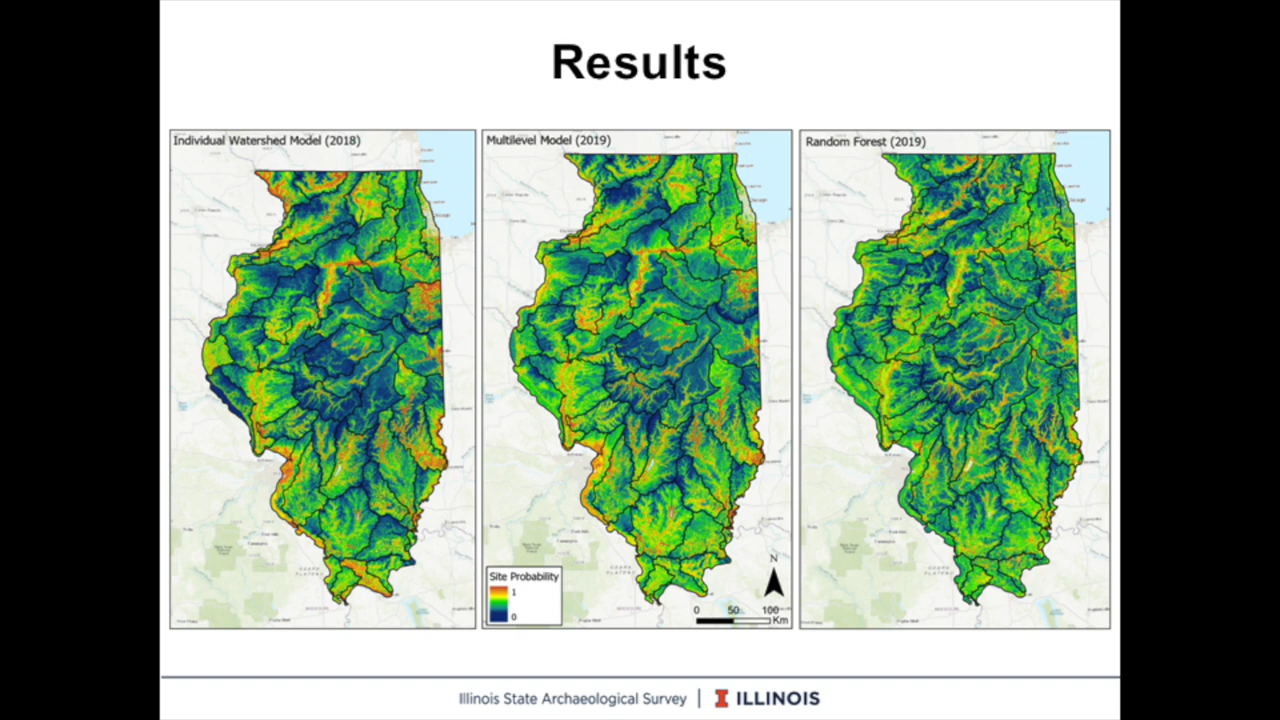 Results
Individual Watershed Model (2018)
Multilevel Model (2019)
Random Forest (2019)
Site Probability
1
0
N
0 50 100
Km
Illinois State Archaeological Survey | ILLINOIS